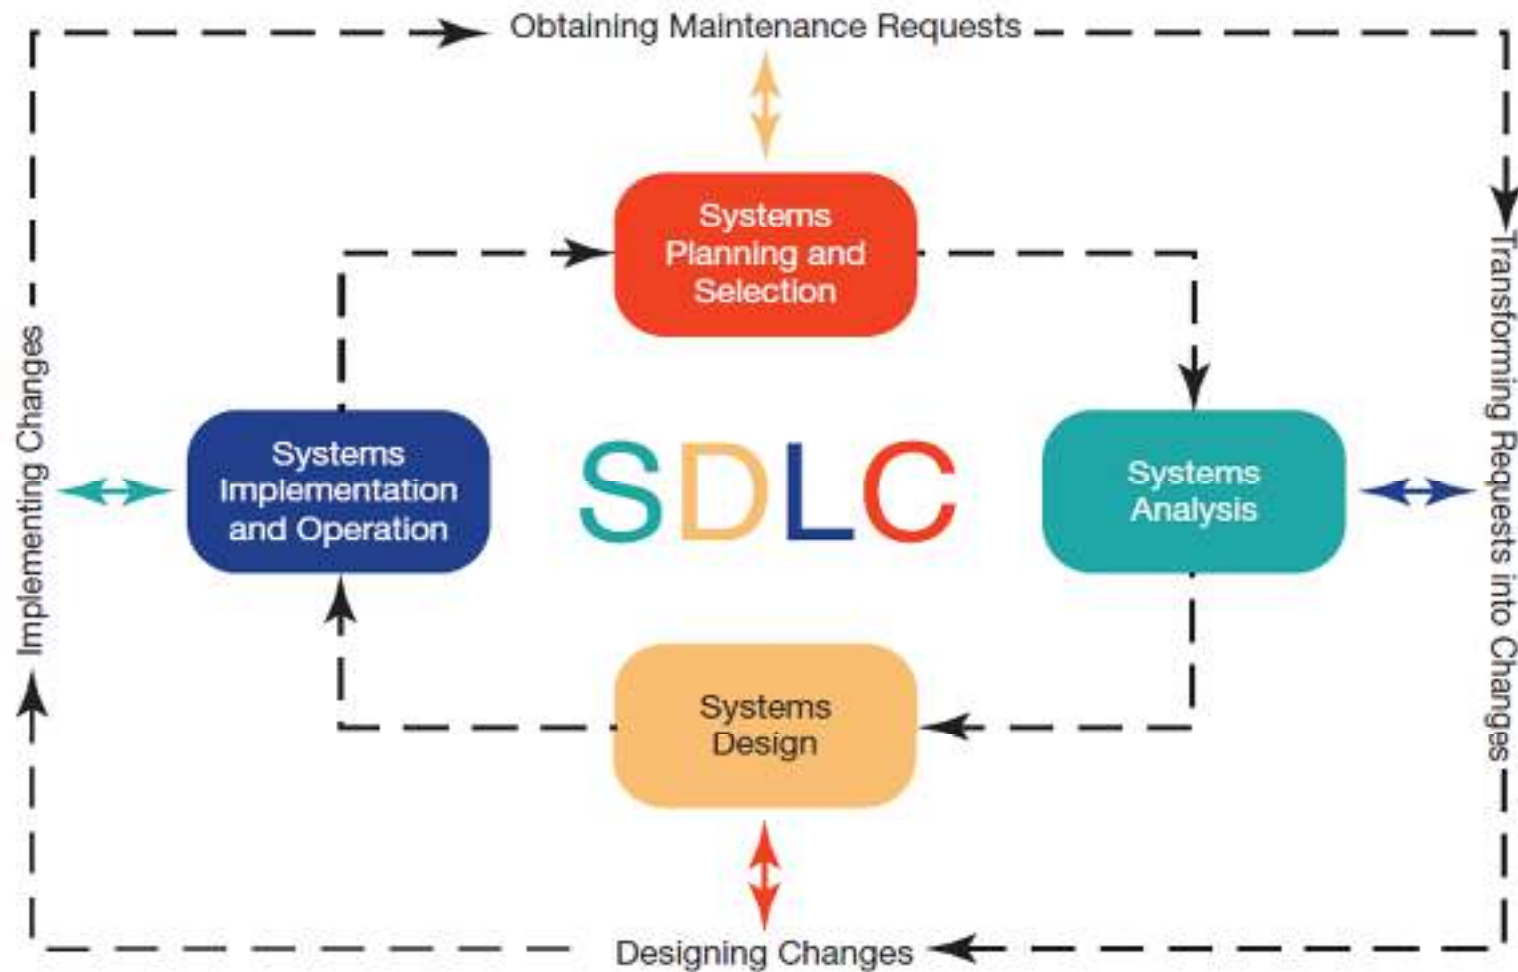 Obtaining Maintenance Requests
Systems
Planning and
Selection
Transforming Requests into Changes
Implementing Changes
Systems
Implementation
and Operation
SDLC
Systems
Analysis
Systems
Design
Designing Changes